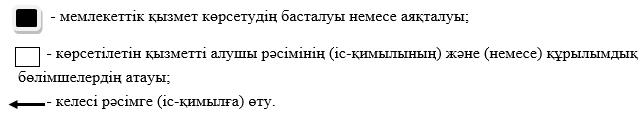 - мемлекеттік қызмет көрсетудің басталуы немесе аяқталуы;
- көрсетілетін қызметті алушы рәсімінің (іс-қимылының) және (немесе) құрылымдық
бөлімшелердің атауы;
- келесі рәсімге (іс-қимылға) өту.